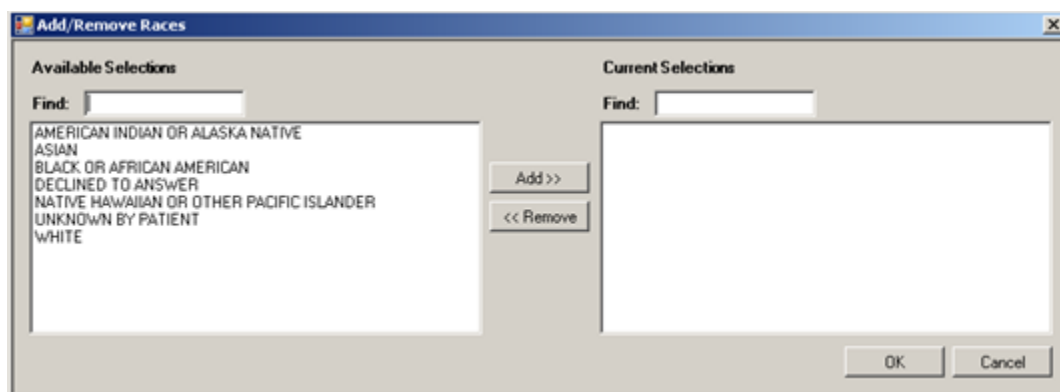 Add/Remove Races
Available Selections
Current Selections
Find:
Find:
AMERICAN INDIAN OR ALASKA NATIVE
ASIAN
BLACK OR AFRICAN AMERICAN
DECLINED TO ANSWER
NATIVE HAWAIIAN OR OTHER PACIFIC ISLANDER
UNKNOWN BY PATIENT
WHITE
Add >>
<< Remove
OK
Cancel